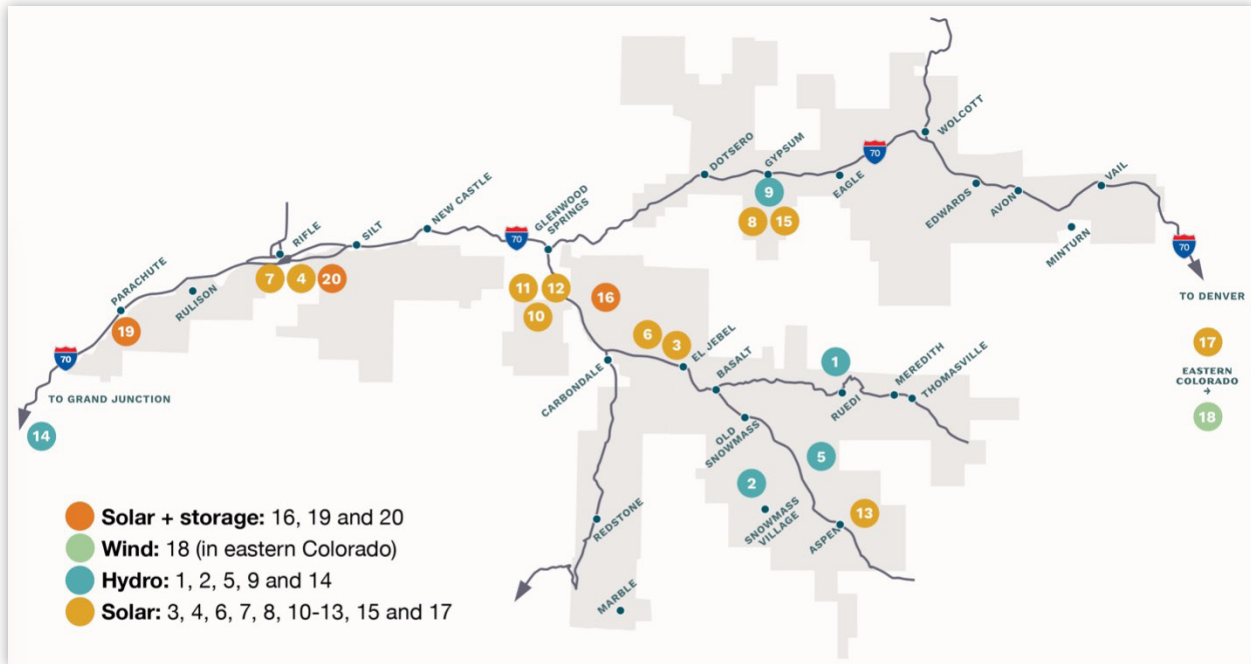 WOLCOTT
DOTSERO
GYPSUM
70
EAGLE
9
8
15
EDWARDS
AVON
VAIL
MINTURN
70
TO DENVER
17
EASTERN
COLORADO
18
NEW CASTLE
GLENWOOD
SPRINGS
70
RIFLE
SILT
7
4
20
PARACHUTE
RULISON
19
70
TO GRAND JUNCTION
14
11
12
10
16
6
3
EL JEBEL
CARBONDALE
BASALT
1
RUEDI
MEREDITH
THOMASVILLE
OLD
SNOWMASS
5
2
SNOWMASS
VILLAGE
13
ASPEN
REDSTONE
MARBLE
Solar + storage: 16, 19 and 20
Wind: 18 (in eastern Colorado)
Hydro: 1, 2, 5, 9 and 14
Solar: 3, 4, 6, 7, 8, 10-13, 15 and 17